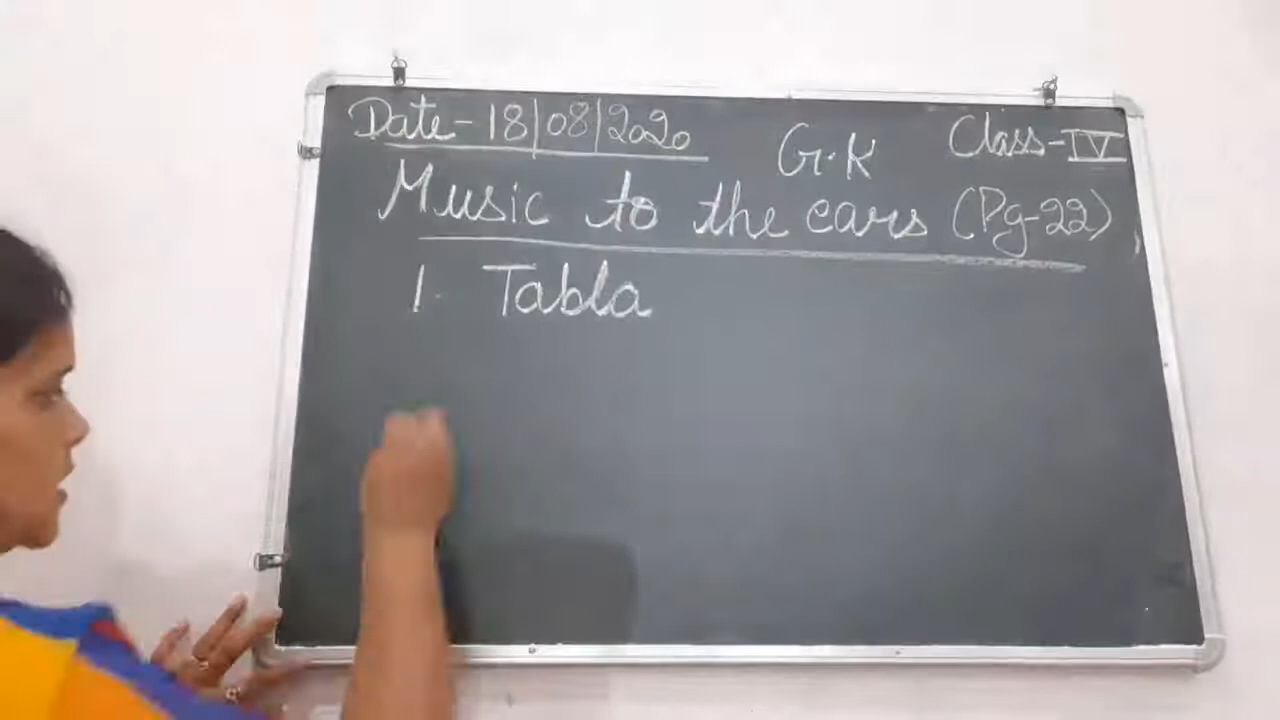 Date- 18|08|2020 G.K Class-IV
Music to the ears (Pg-22)
1. Tabla